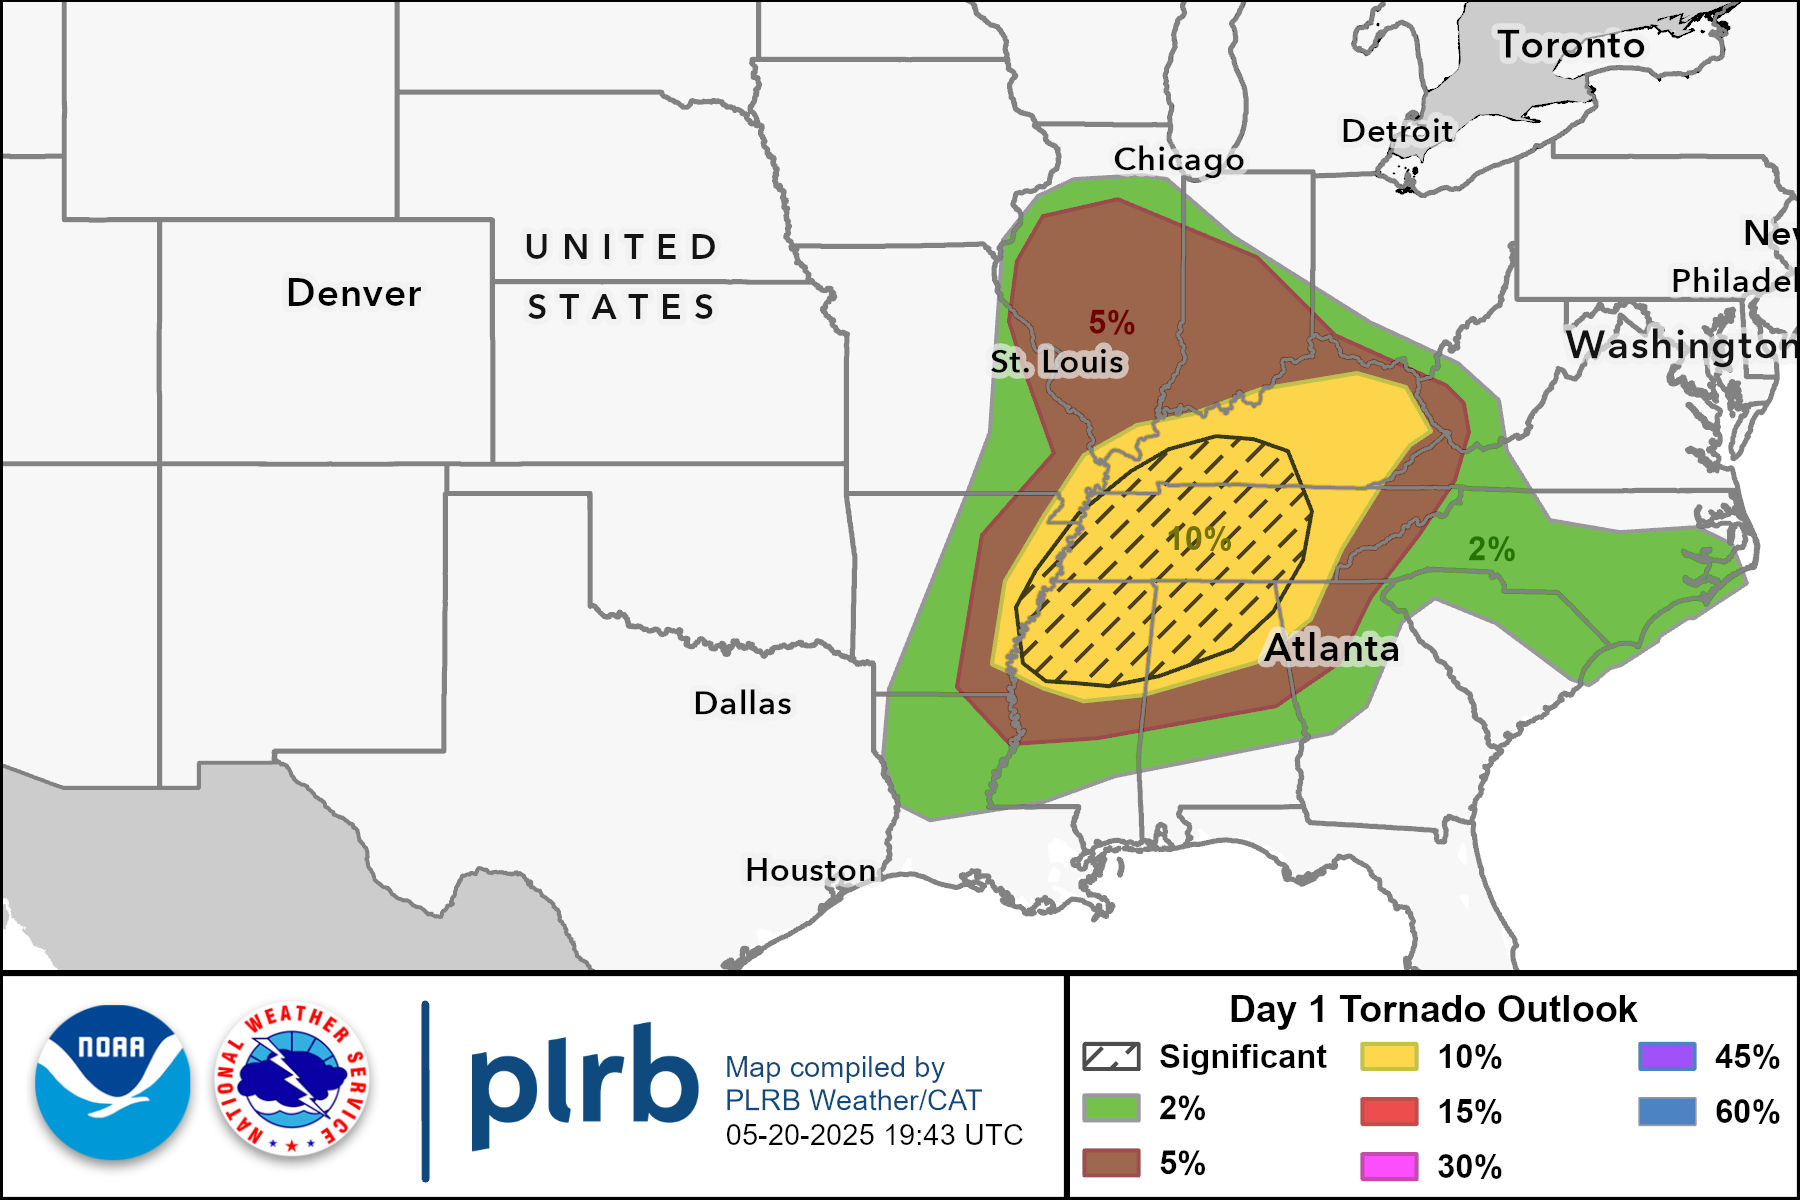 Toronto
Detroit
Chicago
New
UNITED
Philadel
Denver
STATES
5%
Washington
St. Louis
10%
2%
Atlanta
Dallas
Houston
NOAA
NATIONAL WEATHER SERVICE
plrb
Map compiled by
PLRB Weather/CAT
05-20-2025 19:43 UTC
Day 1 Tornado Outlook
Significant
10%
45%
2%
15%
60%
5%
30%